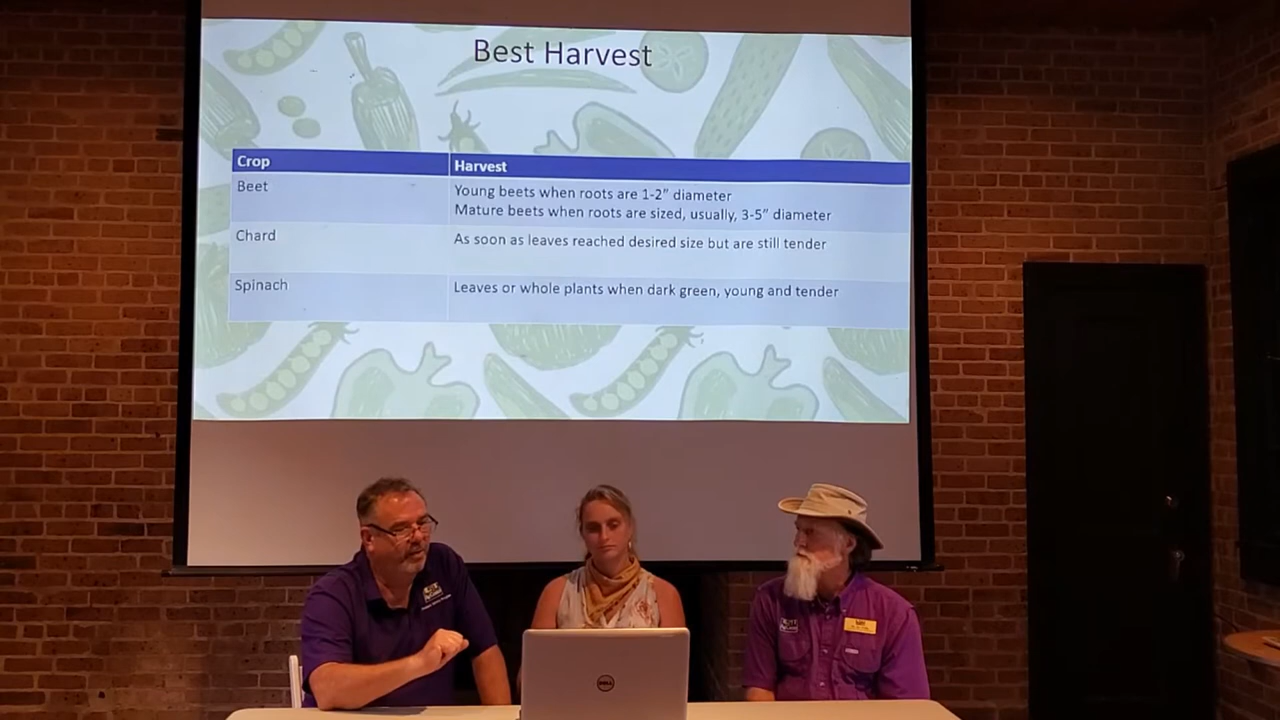 Best Harvest
Crop
Harvest
Beet
Young beets when roots are 1-2" diameter
Mature beets when roots are sized, usually, 3-5" diameter
Chard
As soon as leaves reached desired size but are still tender
Spinach
Leaves or whole plants when dark green, young and tender
DELL